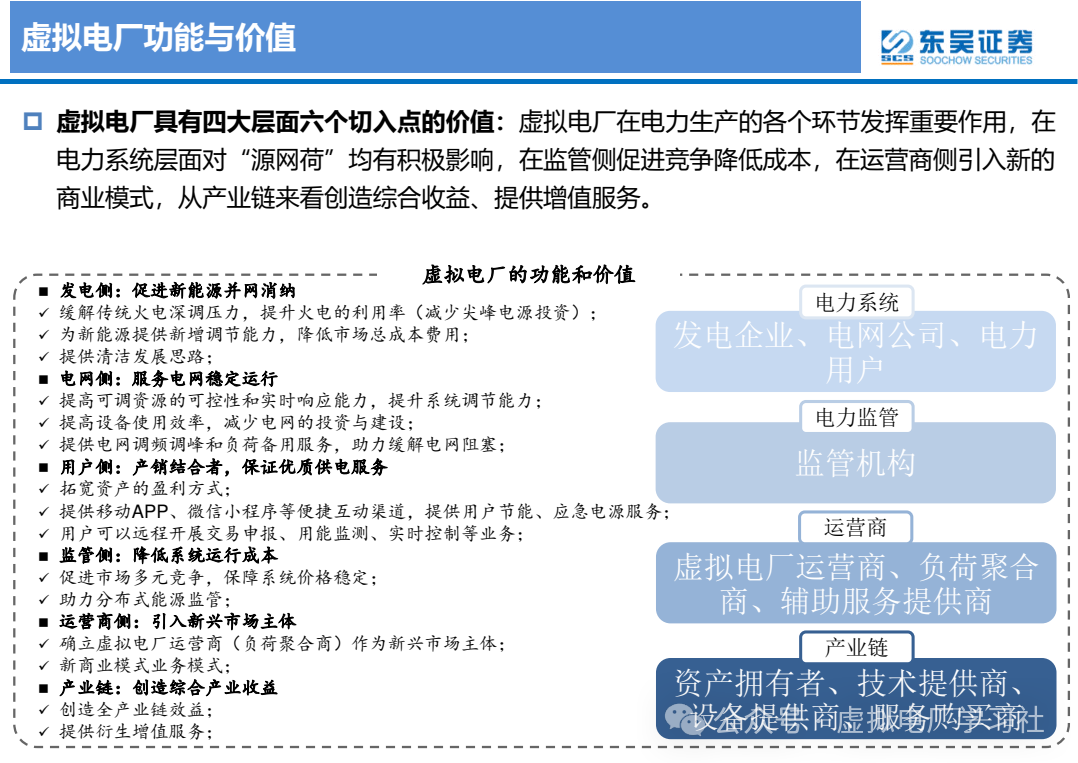 虚拟电厂功能与价值
东吴证券
SCS SOOCHOW SECURITIES
虚拟电厂具有四大层面六个切入点的价值：虚拟电厂在电力生产的各个环节发挥重要作用，在
电力系统层面对“源网荷”均有积极影响，在监管侧促进竞争降低成本，在运营商侧引入新的
商业模式，从产业链来看创造综合收益、提供增值服务。
虚拟电厂的功能和价值
■ 发电侧：促进新能源并网消纳
✓ 缓解传统火电深调压力，提升火电的利用率（减少尖峰电源投资）；
✓ 为新能源提供新增调节能力，降低市场总成本费用；
✓ 提供清洁发展思路；
■ 电网侧：服务电网稳定运行
✓ 提高可调资源的可控性和实时响应能力，提升系统调节能力；
✓ 提高设备使用效率，减少电网的投资与建设；
✓ 提供电网调频调峰和负荷备用服务，助力缓解电网阻塞；
■ 用户侧：产销结合者，保证优质供电服务
✓ 拓宽资产的盈利方式；
✓ 提供移动APP、微信小程序等便捷互动渠道，提供用户节能、应急电源服务；
✓ 用户可以远程开展交易申报、用能监测、实时控制等业务；
■ 监管侧：降低系统运行成本
✓ 促进市场多元竞争，保障系统价格稳定；
✓ 助力分布式能源监管；
■ 运营商侧：引入新兴市场主体
✓ 确立虚拟电厂运营商（负荷聚合商）作为新兴市场主体；
✓ 新商业模式业务模式；
■ 产业链：创造综合产业收益
✓ 创造全产业链效益；
✓ 提供衍生增值服务；
电力系统
发电企业、电网公司、电力
用户
电力监管
监管机构
运营商
虚拟电厂运营商、负荷聚合
商、辅助服务提供商
产业链
资产拥有者、技术提供商、
设备提供商、服务购买商
公众号 · 虚拟电厂学习社